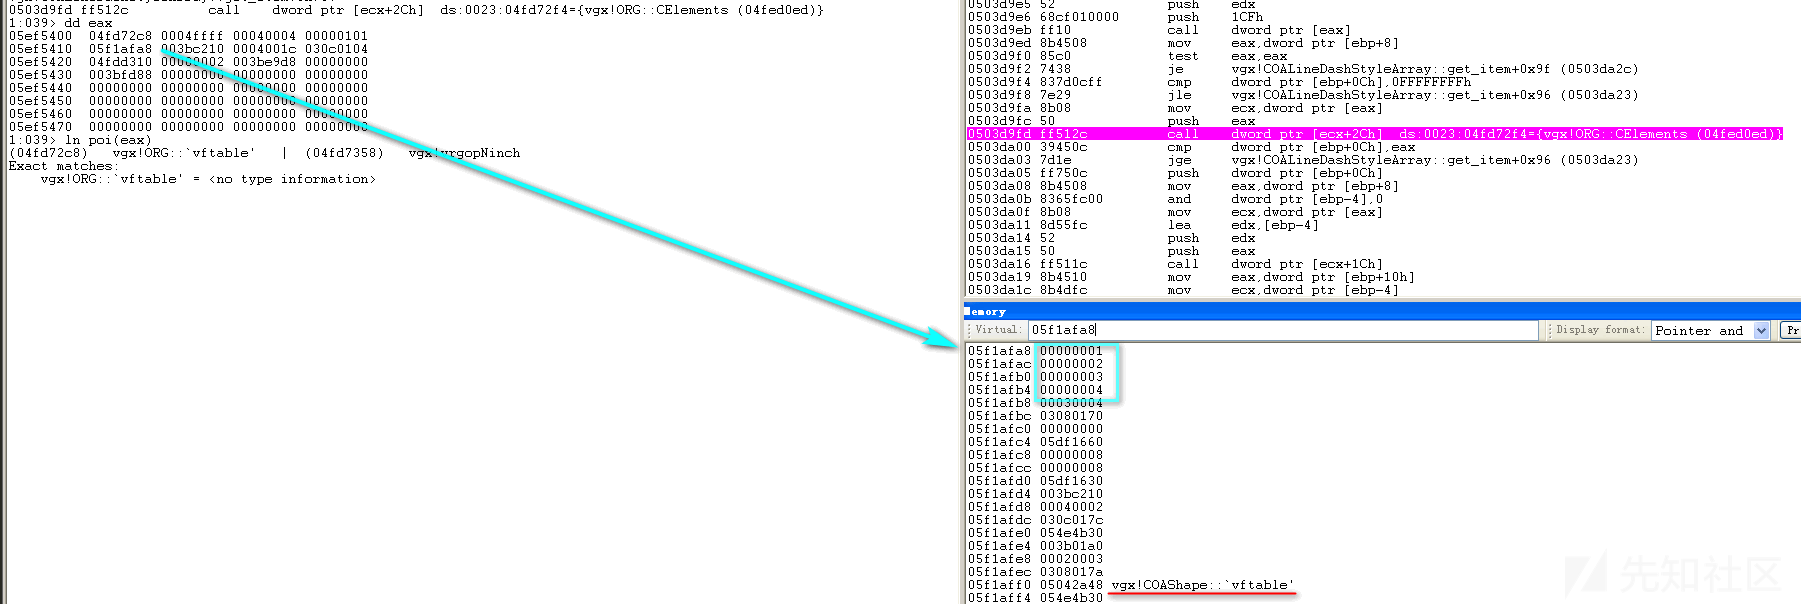 0503d9fd ff512c call dword ptr [ecx+2Ch] ds:0023:04fd72f4={vgx!ORG::CElements (04fed0ed)}
1:039> dd eax
05ef5400 04fd72c8 0004ffff 00040004 00000101
05ef5410 05f1afa8 003bc210 0004001c 030c0104
05ef5420 04fdd310 00000002 003be9d8 00000000
05ef5430 003bfd88 00000000 00000000 00000000
05ef5440 00000000 00000000 00000000 00000000
05ef5450 00000000 00000000 00000000 00000000
05ef5460 00000000 00000000 00000000 00000000
05ef5470 00000000 00000000 00000000 00000000
1:039> ln poi(eax)
(04fd72c8) vgx!ORG::`vftable' | (04fd7358) vgx!vrgopNinch
Exact matches:
vgx!ORG::`vftable' = <no type information>
0503d9e5 52 push edx
0503d9e6 68cf010000 push 1CFh
0503d9eb ff10 call dword ptr [eax]
0503d9ed 8b4508 mov eax,dword ptr [ebp+8]
0503d9f0 85c0 test eax,eax
0503d9f2 7438 je vgx!COALineDashStyleArray::get_item+0x9f (0503da2c)
0503d9f4 837d0cff cmp dword ptr [ebp+0Ch],0FFFFFFFFh
0503d9f8 7e29 jle vgx!COALineDashStyleArray::get_item+0x96 (0503da23)
0503d9fa 8b08 mov ecx,dword ptr [eax]
0503d9fc 50 push eax
0503d9fd ff512c call dword ptr [ecx+2Ch] ds:0023:04fd72f4={vgx!ORG::CElements (04fed0ed)}
0503da00 39450c cmp dword ptr [ebp+0Ch],eax
0503da03 7d1e jge vgx!COALineDashStyleArray::get_item+0x96 (0503da23)
0503da05 ff750c push dword ptr [ebp+0Ch]
0503da08 8b4508 mov eax,dword ptr [ebp+8]
0503da0b 8365fc00 and dword ptr [ebp-4],0
0503da0f 8b08 mov ecx,dword ptr [eax]
0503da11 8d55fc lea edx,[ebp-4]
0503da14 52 push edx
0503da15 50 push eax
0503da16 ff511c call dword ptr [ecx+1Ch]
0503da19 8b4510 mov eax,dword ptr [ebp+10h]
0503da1c 8b4dfc mov ecx,dword ptr [ebp-4]
Memory
Virtual: 05f1afa8 Display format: Pointer and Pr
05f1afa8 00000001
05f1afac 00000002
05f1afb0 00000003
05f1afb4 00000004
05f1afb8 00030004
05f1afbc 03080170
05f1afc0 00000000
05f1afc4 05df1660
05f1afc8 00000008
05f1afcc 00000008
05f1afd0 05df1630
05f1afd4 003bc210
05f1afd8 00040002
05f1afdc 030c017c
05f1afe0 054e4b30
05f1afe4 003b01a0
05f1afe8 00020003
05f1afec 0308017a
05f1aff0 05042a48 vgx!COAShape::`vftable'
05f1aff4 054e4b30
先知社区